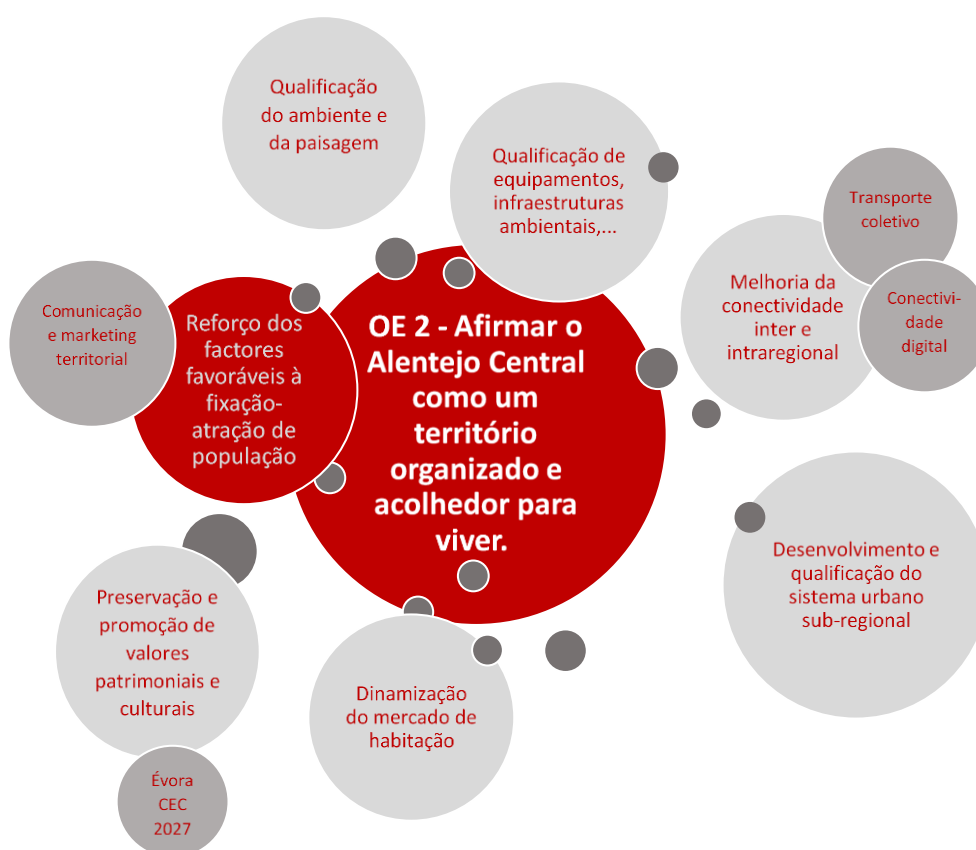 Qualificação
do ambiente e
da paisagem
Qualificação de
equipamentos,
infraestruturas
ambientais,...
Transporte
coletivo
Melhoria da
conectividade
inter e
intraregional
Conectivi-
dade
digital
Comunicação
e marketing
territorial
Reforço dos
factores
favoráveis à
fixação-
atração de
população
OE 2 - Afirmar o
Alentejo Central
como um
território
organizado e
acolhedor para
viver.
Desenvolvimento e
qualificação do
sistema urbano
sub-regional
Preservação e
promoção de
valores
patrimoniais e
culturais
Dinamização
do mercado de
habitação
Évora
CEC
2027